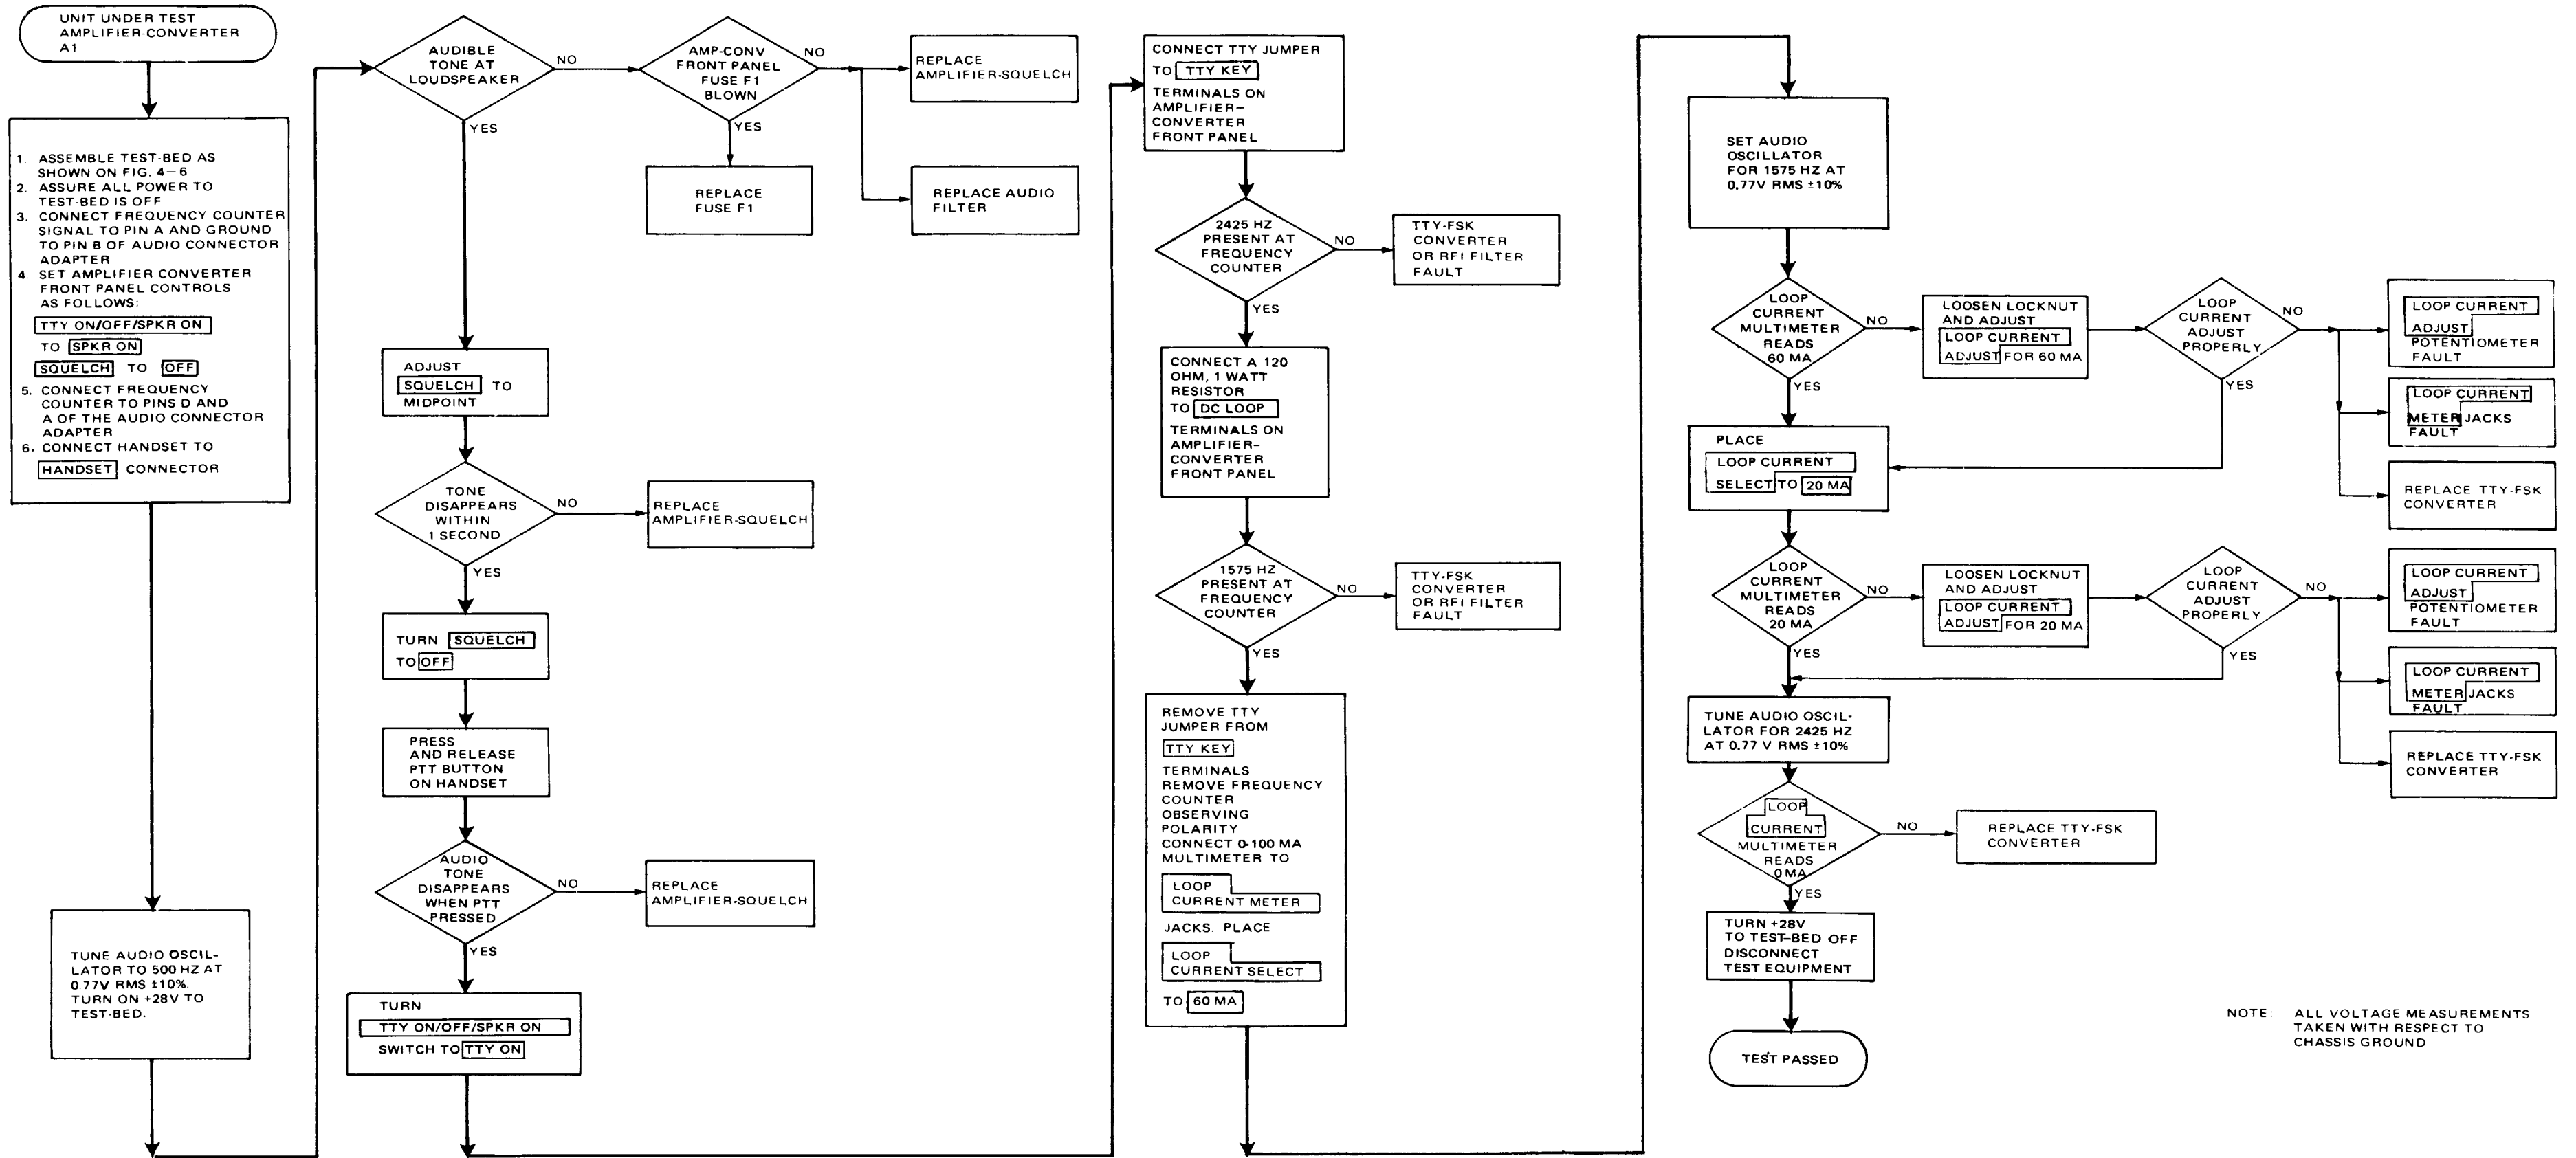 UNIT UNDER TEST
AMPLIFIER-CONVERTER
A1
1. ASSEMBLE TEST-BED AS
SHOWN ON FIG. 4-6
2. ASSURE ALL POWER TO
TEST-BED IS OFF
3. CONNECT FREQUENCY COUNTER
SIGNAL TO PIN A AND GROUND
TO PIN B OF AUDIO CONNECTOR
ADAPTER
4. SET AMPLIFIER CONVERTER
FRONT PANEL CONTROLS
AS FOLLOWS:
TTY ON/OFF/SPKR ON
TO SPKR ON
SQUELCH TO OFF
5. CONNECT FREQUENCY
COUNTER TO PINS D AND
A OF THE AUDIO CONNECTOR
ADAPTER
6. CONNECT HANDSET TO
HANDSET CONNECTOR
TUNE AUDIO OSCIL-
LATOR TO 500 HZ AT
0.77V RMS ±10%.
TURN ON +28V TO
TEST-BED.
AUDIBLE
TONE AT
LOUDSPEAKER
NO
YES
AMP-CONV
FRONT PANEL
FUSE F1
BLOWN
NO
YES
REPLACE
AMPLIFIER-SQUELCH
REPLACE
FUSE F1
REPLACE AUDIO
FILTER
ADJUST
SQUELCH TO
MIDPOINT
TONE
DISAPPEARS
WITHIN
1 SECOND
NO
YES
REPLACE
AMPLIFIER-SQUELCH
TURN SQUELCH
TO OFF
PRESS
AND RELEASE
PTT BUTTON
ON HANDSET
AUDIO
TONE
DISAPPEARS
WHEN PTT
PRESSED
NO
YES
REPLACE
AMPLIFIER-SQUELCH
TURN
TTY ON/OFF/SPKR ON
SWITCH TO TTY ON
CONNECT TTY JUMPER
TO TTY KEY
TERMINALS ON
AMPLIFIER-
CONVERTER
FRONT PANEL
2425 HZ
PRESENT AT
FREQUENCY
COUNTER
NO
YES
TTY-FSK
CONVERTER
OR RFI FILTER
FAULT
CONNECT A 120
OHM, 1 WATT
RESISTOR
TO DC LOOP
TERMINALS ON
AMPLIFIER-
CONVERTER
FRONT PANEL
1575 HZ
PRESENT AT
FREQUENCY
COUNTER
NO
YES
TTY-FSK
CONVERTER
OR RFI FILTER
FAULT
REMOVE TTY
JUMPER FROM
TTY KEY
TERMINALS
REMOVE FREQUENCY
COUNTER
OBSERVING
POLARITY
CONNECT 0-100 MA
MULTIMETER TO
LOOP
CURRENT METER
JACKS. PLACE
LOOP
CURRENT SELECT
TO 60 MA
SET AUDIO
OSCILLATOR
FOR 1575 HZ AT
0.77V RMS ±10%
LOOP
CURRENT
MULTIMETER
READS
60 MA
NO
YES
LOOSEN LOCKNUT
AND ADJUST
LOOP CURRENT
ADJUST FOR 60 MA
LOOP
CURRENT
ADJUST
PROPERLY
NO
YES
LOOP CURRENT
ADJUST
POTENTIOMETER
FAULT
LOOP CURRENT
METER JACKS
FAULT
REPLACE TTY-FSK
CONVERTER
PLACE
LOOP CURRENT
SELECT TO 20 MA
LOOP
CURRENT
MULTIMETER
READS
20 MA
NO
YES
LOOSEN LOCKNUT
AND ADJUST
LOOP CURRENT
ADJUST FOR 20 MA
LOOP
CURRENT
ADJUST
PROPERLY
NO
YES
LOOP CURRENT
ADJUST
POTENTIOMETER
FAULT
LOOP CURRENT
METER JACKS
FAULT
REPLACE TTY-FSK
CONVERTER
TUNE AUDIO OSCIL-
LATOR FOR 2425 HZ
AT 0.77 V RMS ±10%
LOOP
CURRENT
MULTIMETER
READS
0 MA
NO
YES
REPLACE TTY-FSK
CONVERTER
TURN +28V
TO TEST-BED OFF
DISCONNECT
TEST EQUIPMENT
TEST PASSED
NOTE: ALL VOLTAGE MEASUREMENTS
TAKEN WITH RESPECT TO
CHASSIS GROUND